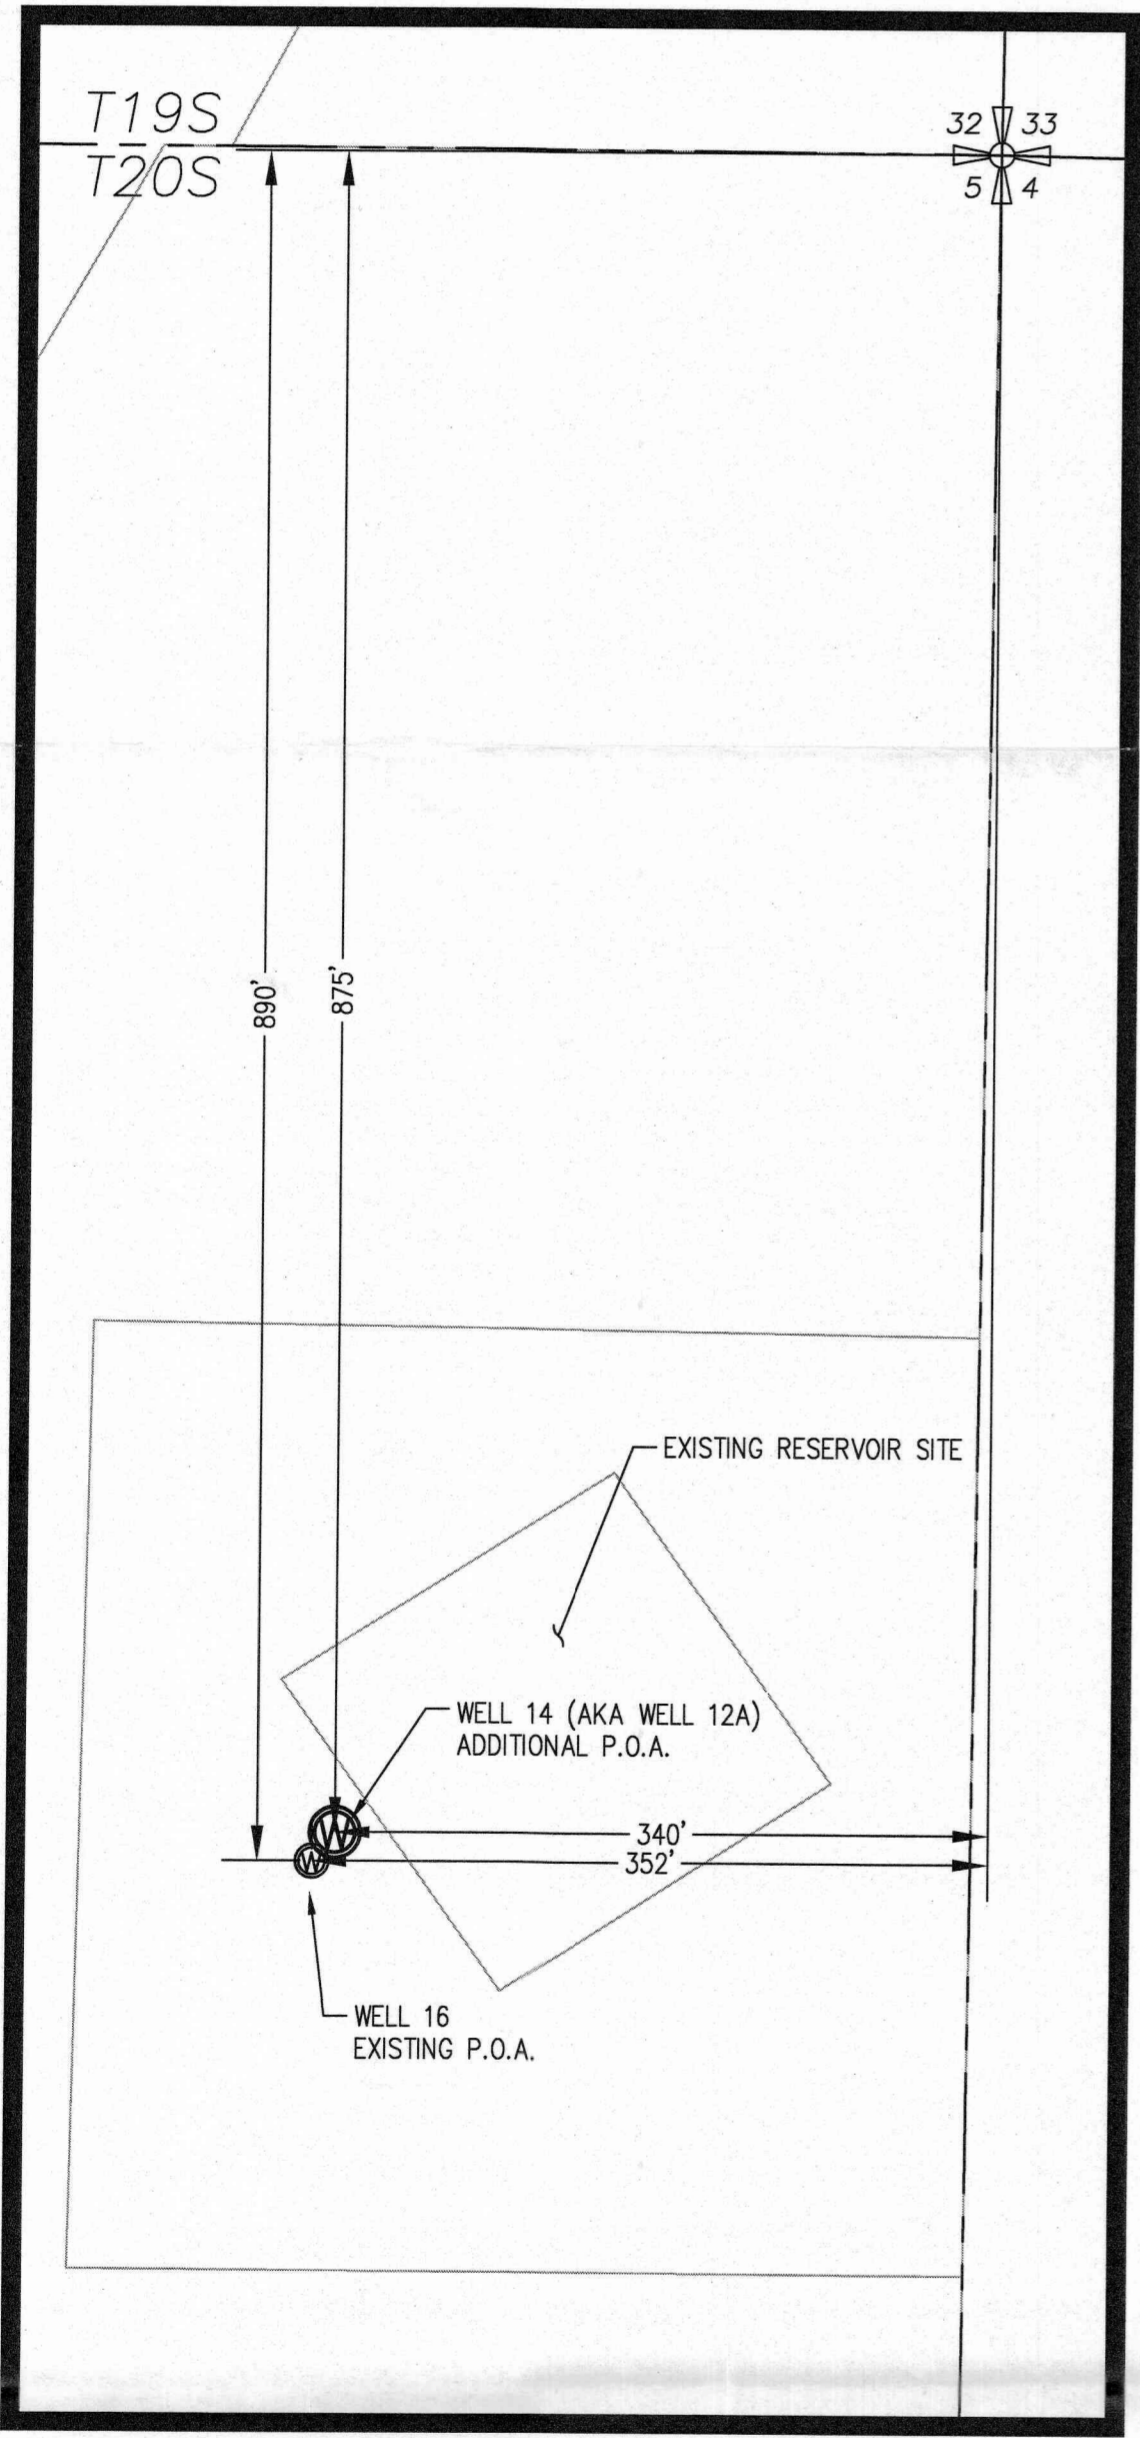 T19S
T20S
32 33
5 4
890'
875'
EXISTING RESERVOIR SITE
WELL 14 (AKA WELL 12A)
ADDITIONAL P.O.A.
W
340'
W
352'
WELL 16
EXISTING P.O.A.